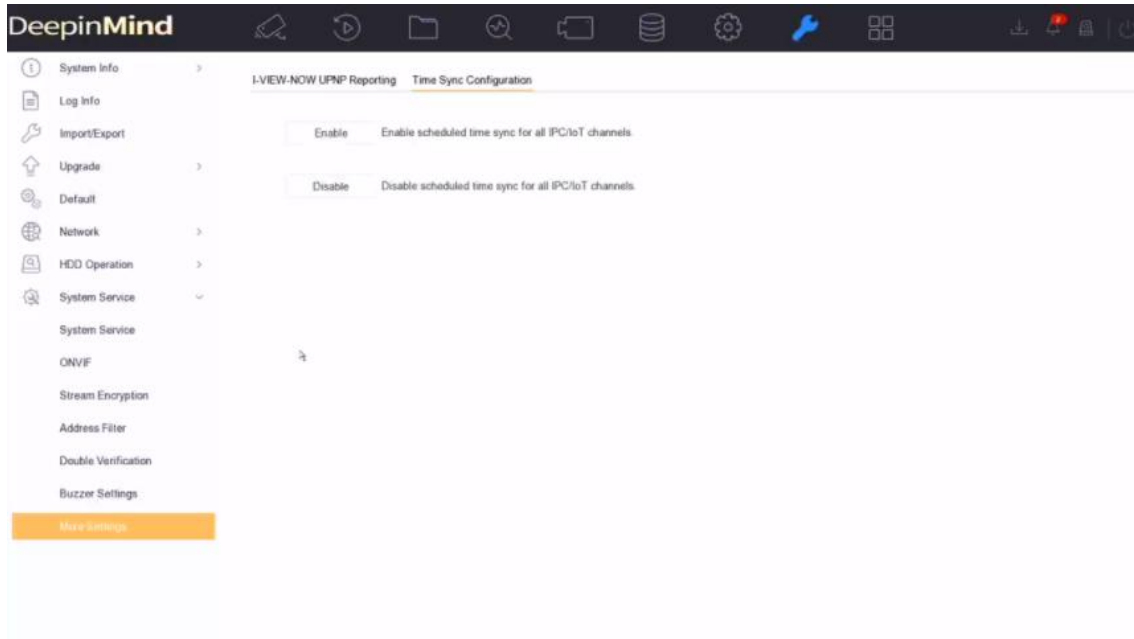 DeepinMind
System Info
Log Info
Import/Export
Upgrade
Default
Network
HDD Operation
System Service
System Service
ONVIF
Stream Encryption
Address Filter
Double Verification
Buzzer Settings
More Settings
I-VIEW-NOW UPNP Reporting Time Sync Configuration
Enable Enable scheduled time sync for all IPC/IoT channels.
Disable Disable scheduled time sync for all IPC/IoT channels.